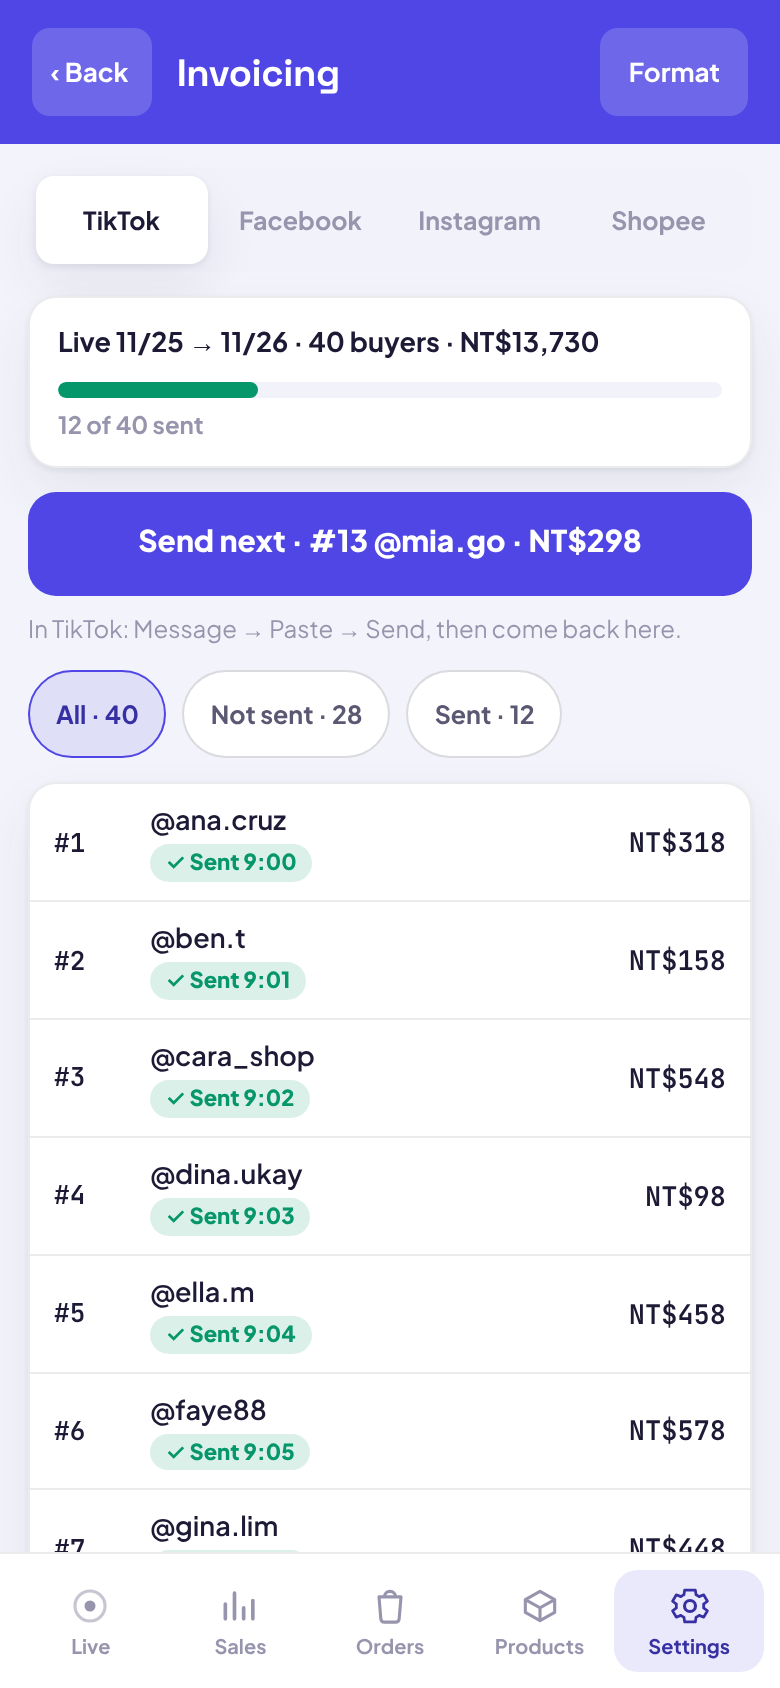 ‹ Back
Invoicing
Format
TikTok
Facebook
Instagram
Shopee
Live 11/25 → 11/26 · 40 buyers · NT$13,730
12 of 40 sent
Send next · #13 @mia.go · NT$298
In TikTok: Message → Paste → Send, then come back here.
All · 40
Not sent · 28
Sent · 12
#1
@ana.cruz
✓ Sent 9:00
NT$318
#2
@ben.t
✓ Sent 9:01
NT$158
#3
@cara_shop
✓ Sent 9:02
NT$548
#4
@dina.ukay
✓ Sent 9:03
NT$98
#5
@ella.m
✓ Sent 9:04
NT$458
#6
@faye88
✓ Sent 9:05
NT$578
#7
@gina.lim
NT$448
Live
Sales
Orders
Products
Settings